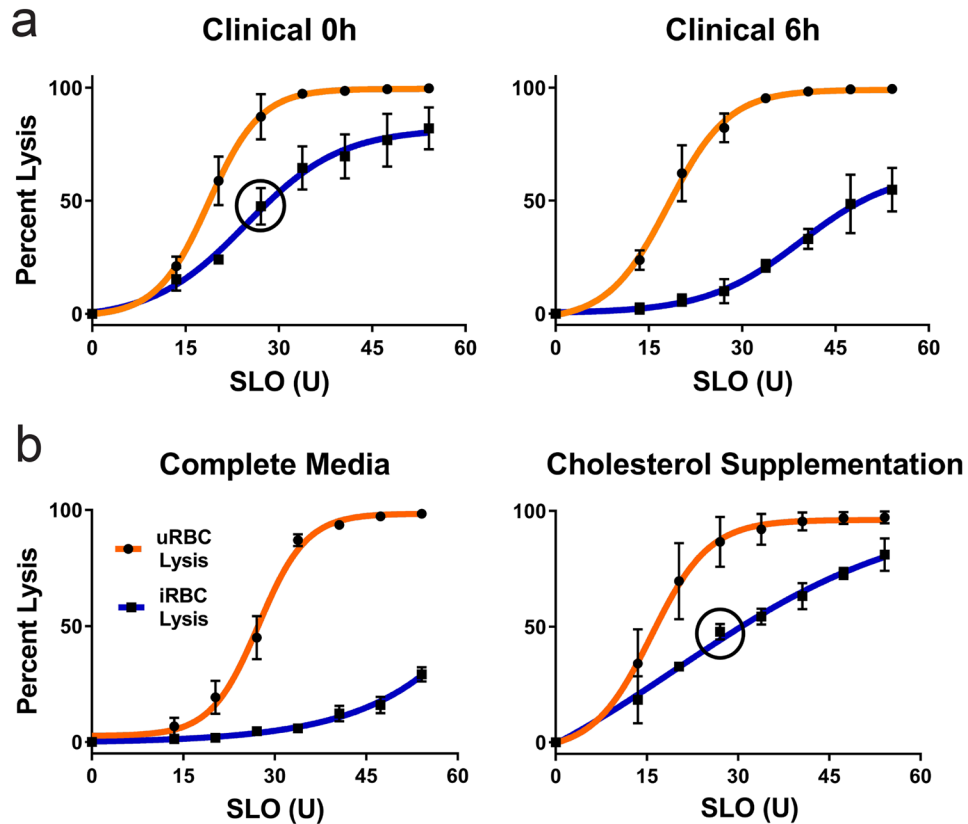 a
Clinical 0h
Clinical 6h
Percent Lysis
100
50
0
0 15 30 45 60
SLO (U)
100
50
0
0 15 30 45 60
SLO (U)
b
Complete Media
Cholesterol Supplementation
Percent Lysis
100
50
0
uRBC
Lysis
iRBC
Lysis
0 15 30 45 60
SLO (U)
100
50
0
0 15 30 45 60
SLO (U)